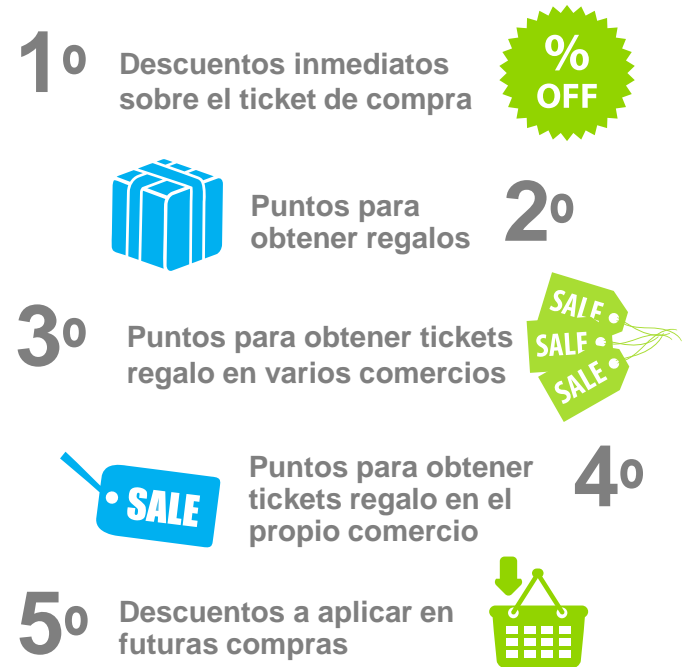 1º
Descuentos inmediatos
sobre el ticket de compra
%
OFF
Puntos para
obtener regalos
2º
3º
Puntos para obtener tickets
regalo en varios comercios
SALE
SALE
SALE
SALE
Puntos para obtener
tickets regalo en el
propio comercio
4º
5º
Descuentos a aplicar en
futuras compras